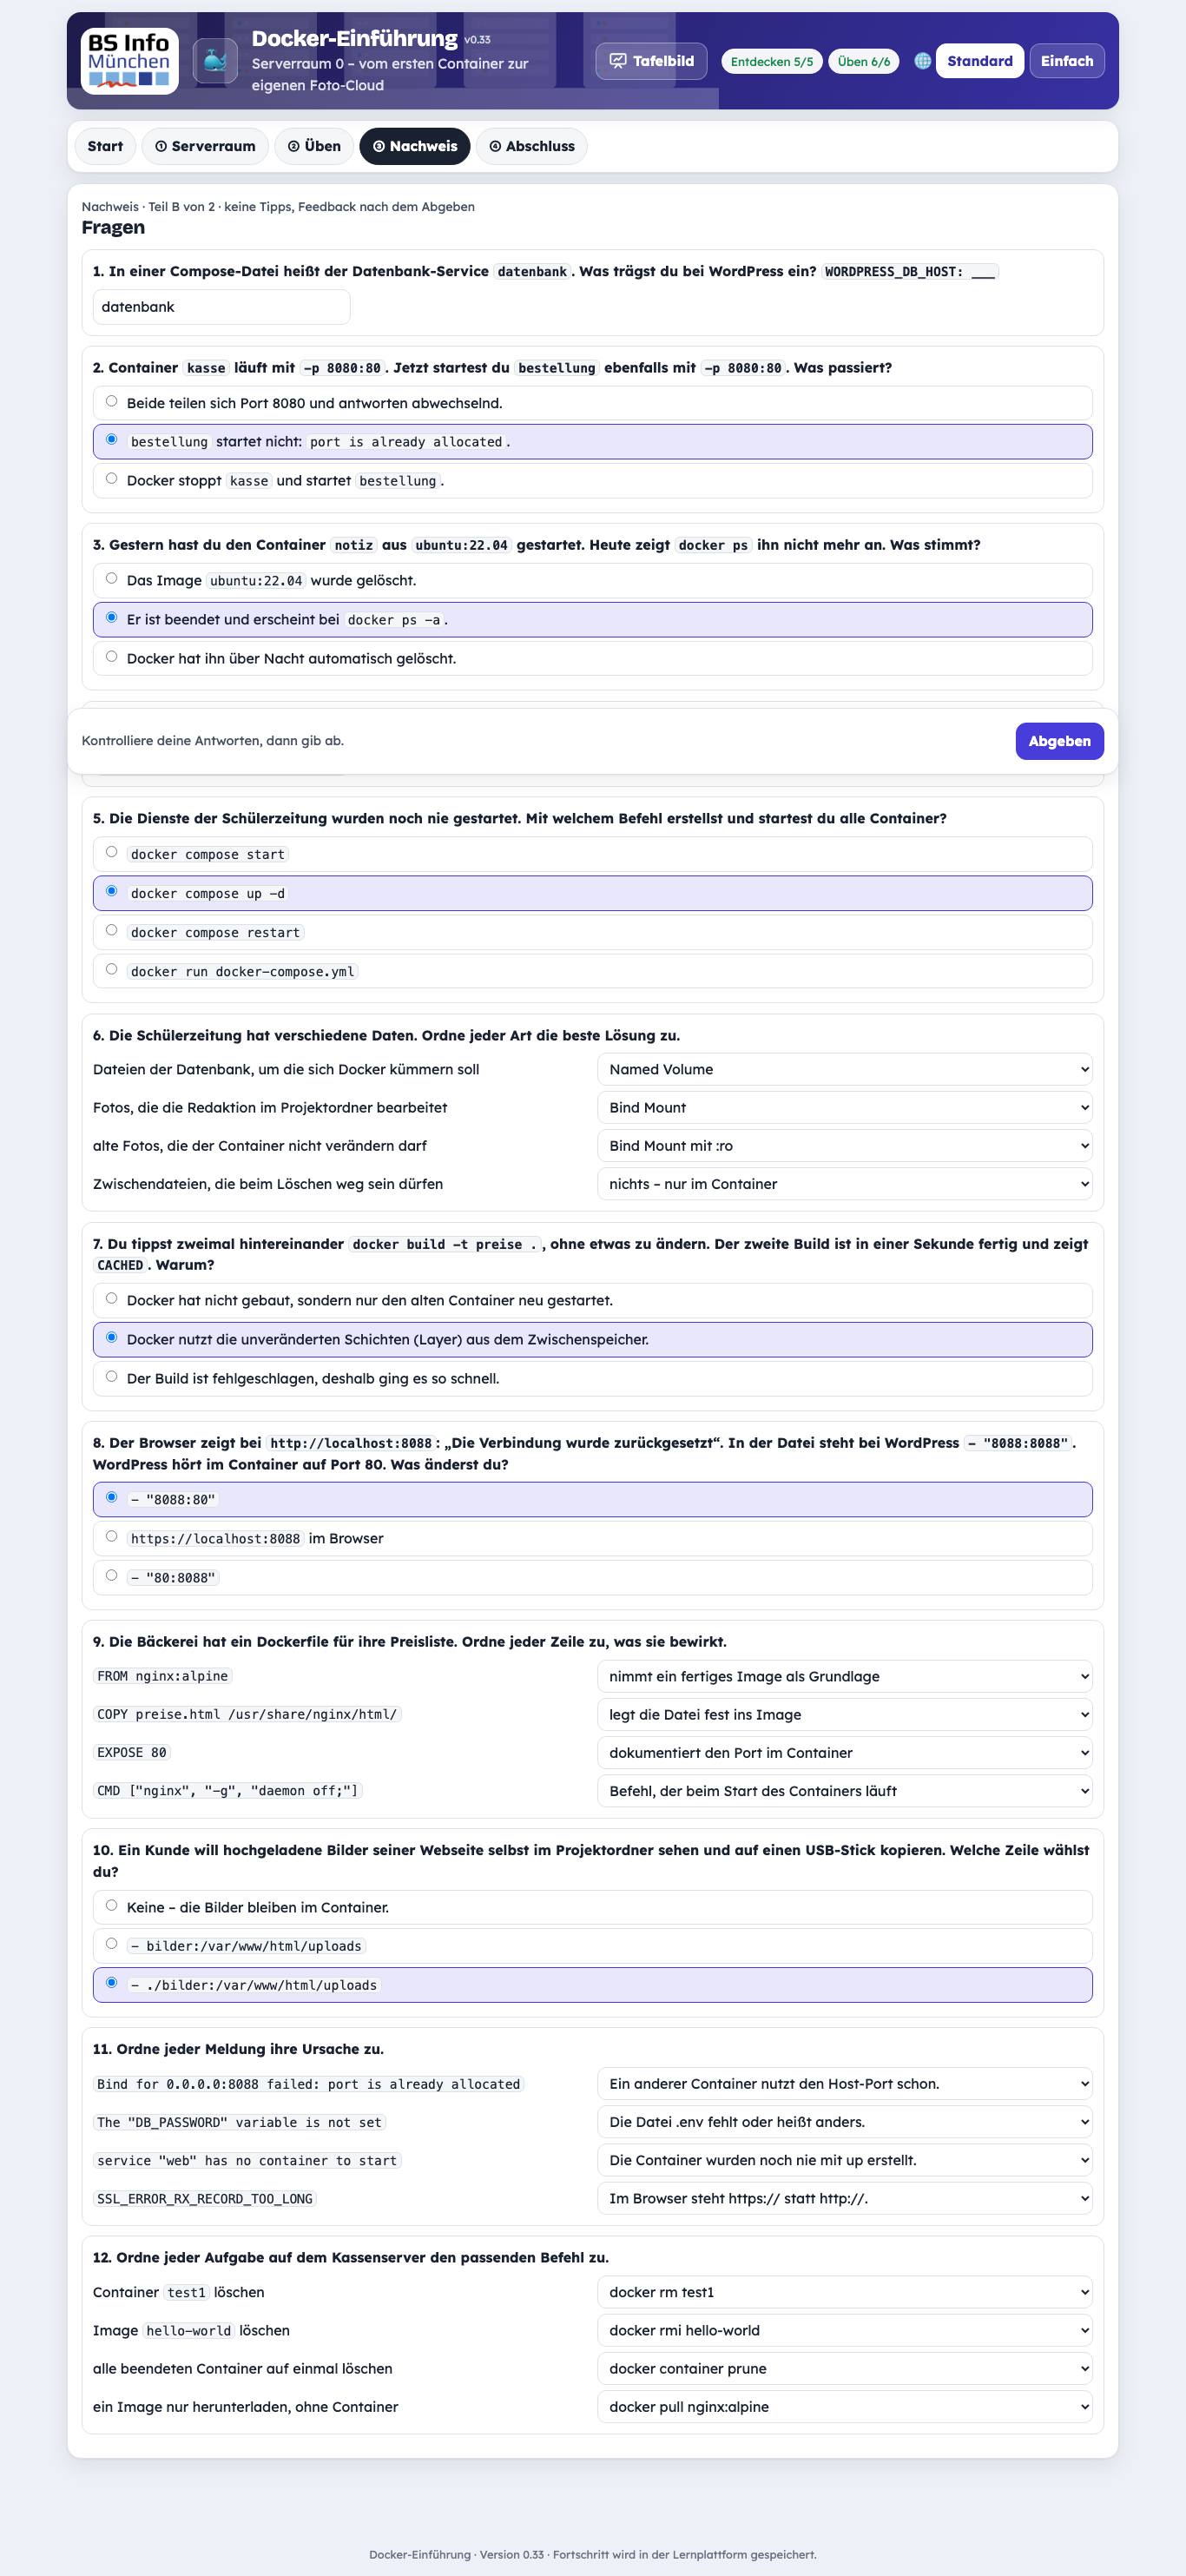 BS Info
München
Docker-Einführung v0.33
Serverraum 0 – vom ersten Container zur
eigenen Foto-Cloud
Tafelbild
Entdecken 5/5
Üben 6/6
Standard
Einfach
Start
① Serverraum
② Üben
③ Nachweis
④ Abschluss
Nachweis · Teil B von 2 · keine Tipps, Feedback nach dem Abgeben
Fragen
1. In einer Compose-Datei heißt der Datenbank-Service datenbank. Was trägst du bei WordPress ein? WORDPRESS_DB_HOST: ___
datenbank
2. Container kasse läuft mit -p 8080:80. Jetzt startest du bestellung ebenfalls mit -p 8080:80. Was passiert?
Beide teilen sich Port 8080 und antworten abwechselnd.
bestellung startet nicht: port is already allocated.
Docker stoppt kasse und startet bestellung.
3. Gestern hast du den Container notiz aus ubuntu:22.04 gestartet. Heute zeigt docker ps ihn nicht mehr an. Was stimmt?
Das Image ubuntu:22.04 wurde gelöscht.
Er ist beendet und erscheint bei docker ps -a.
Docker hat ihn über Nacht automatisch gelöscht.
Kontrolliere deine Antworten, dann gib ab.
Abgeben
5. Die Dienste der Schülerzeitung wurden noch nie gestartet. Mit welchem Befehl erstellst und startest du alle Container?
docker compose start
docker compose up -d
docker compose restart
docker run docker-compose.yml
6. Die Schülerzeitung hat verschiedene Daten. Ordne jeder Art die beste Lösung zu.
Dateien der Datenbank, um die sich Docker kümmern soll
Named Volume
Fotos, die die Redaktion im Projektordner bearbeitet
Bind Mount
alte Fotos, die der Container nicht verändern darf
Bind Mount mit :ro
Zwischendateien, die beim Löschen weg sein dürfen
nichts – nur im Container
7. Du tippst zweimal hintereinander docker build -t preise ., ohne etwas zu ändern. Der zweite Build ist in einer Sekunde fertig und zeigt
CACHED. Warum?
Docker hat nicht gebaut, sondern nur den alten Container neu gestartet.
Docker nutzt die unveränderten Schichten (Layer) aus dem Zwischenspeicher.
Der Build ist fehlgeschlagen, deshalb ging es so schnell.
8. Der Browser zeigt bei http://localhost:8088: „Die Verbindung wurde zurückgesetzt“. In der Datei steht bei WordPress - "8088:8088".
WordPress hört im Container auf Port 80. Was änderst du?
- "8088:80"
https://localhost:8088 im Browser
- "80:8088"
9. Die Bäckerei hat ein Dockerfile für ihre Preisliste. Ordne jeder Zeile zu, was sie bewirkt.
FROM nginx:alpine
nimmt ein fertiges Image als Grundlage
COPY preise.html /usr/share/nginx/html/
legt die Datei fest ins Image
EXPOSE 80
dokumentiert den Port im Container
CMD ["nginx", "-g", "daemon off;"]
Befehl, der beim Start des Containers läuft
10. Ein Kunde will hochgeladene Bilder seiner Webseite selbst im Projektordner sehen und auf einen USB-Stick kopieren. Welche Zeile wählst
du?
Keine – die Bilder bleiben im Container.
- bilder:/var/www/html/uploads
- ./bilder:/var/www/html/uploads
11. Ordne jeder Meldung ihre Ursache zu.
Bind for 0.0.0.0:8088 failed: port is already allocated
Ein anderer Container nutzt den Host-Port schon.
The "DB_PASSWORD" variable is not set
Die Datei .env fehlt oder heißt anders.
service "web" has no container to start
Die Container wurden noch nie mit up erstellt.
SSL_ERROR_RX_RECORD_TOO_LONG
Im Browser steht https:// statt http://.
12. Ordne jeder Aufgabe auf dem Kassenserver den passenden Befehl zu.
Container test1 löschen
docker rm test1
Image hello-world löschen
docker rmi hello-world
alle beendeten Container auf einmal löschen
docker container prune
ein Image nur herunterladen, ohne Container
docker pull nginx:alpine
Docker-Einführung · Version 0.33 · Fortschritt wird in der Lernplattform gespeichert.